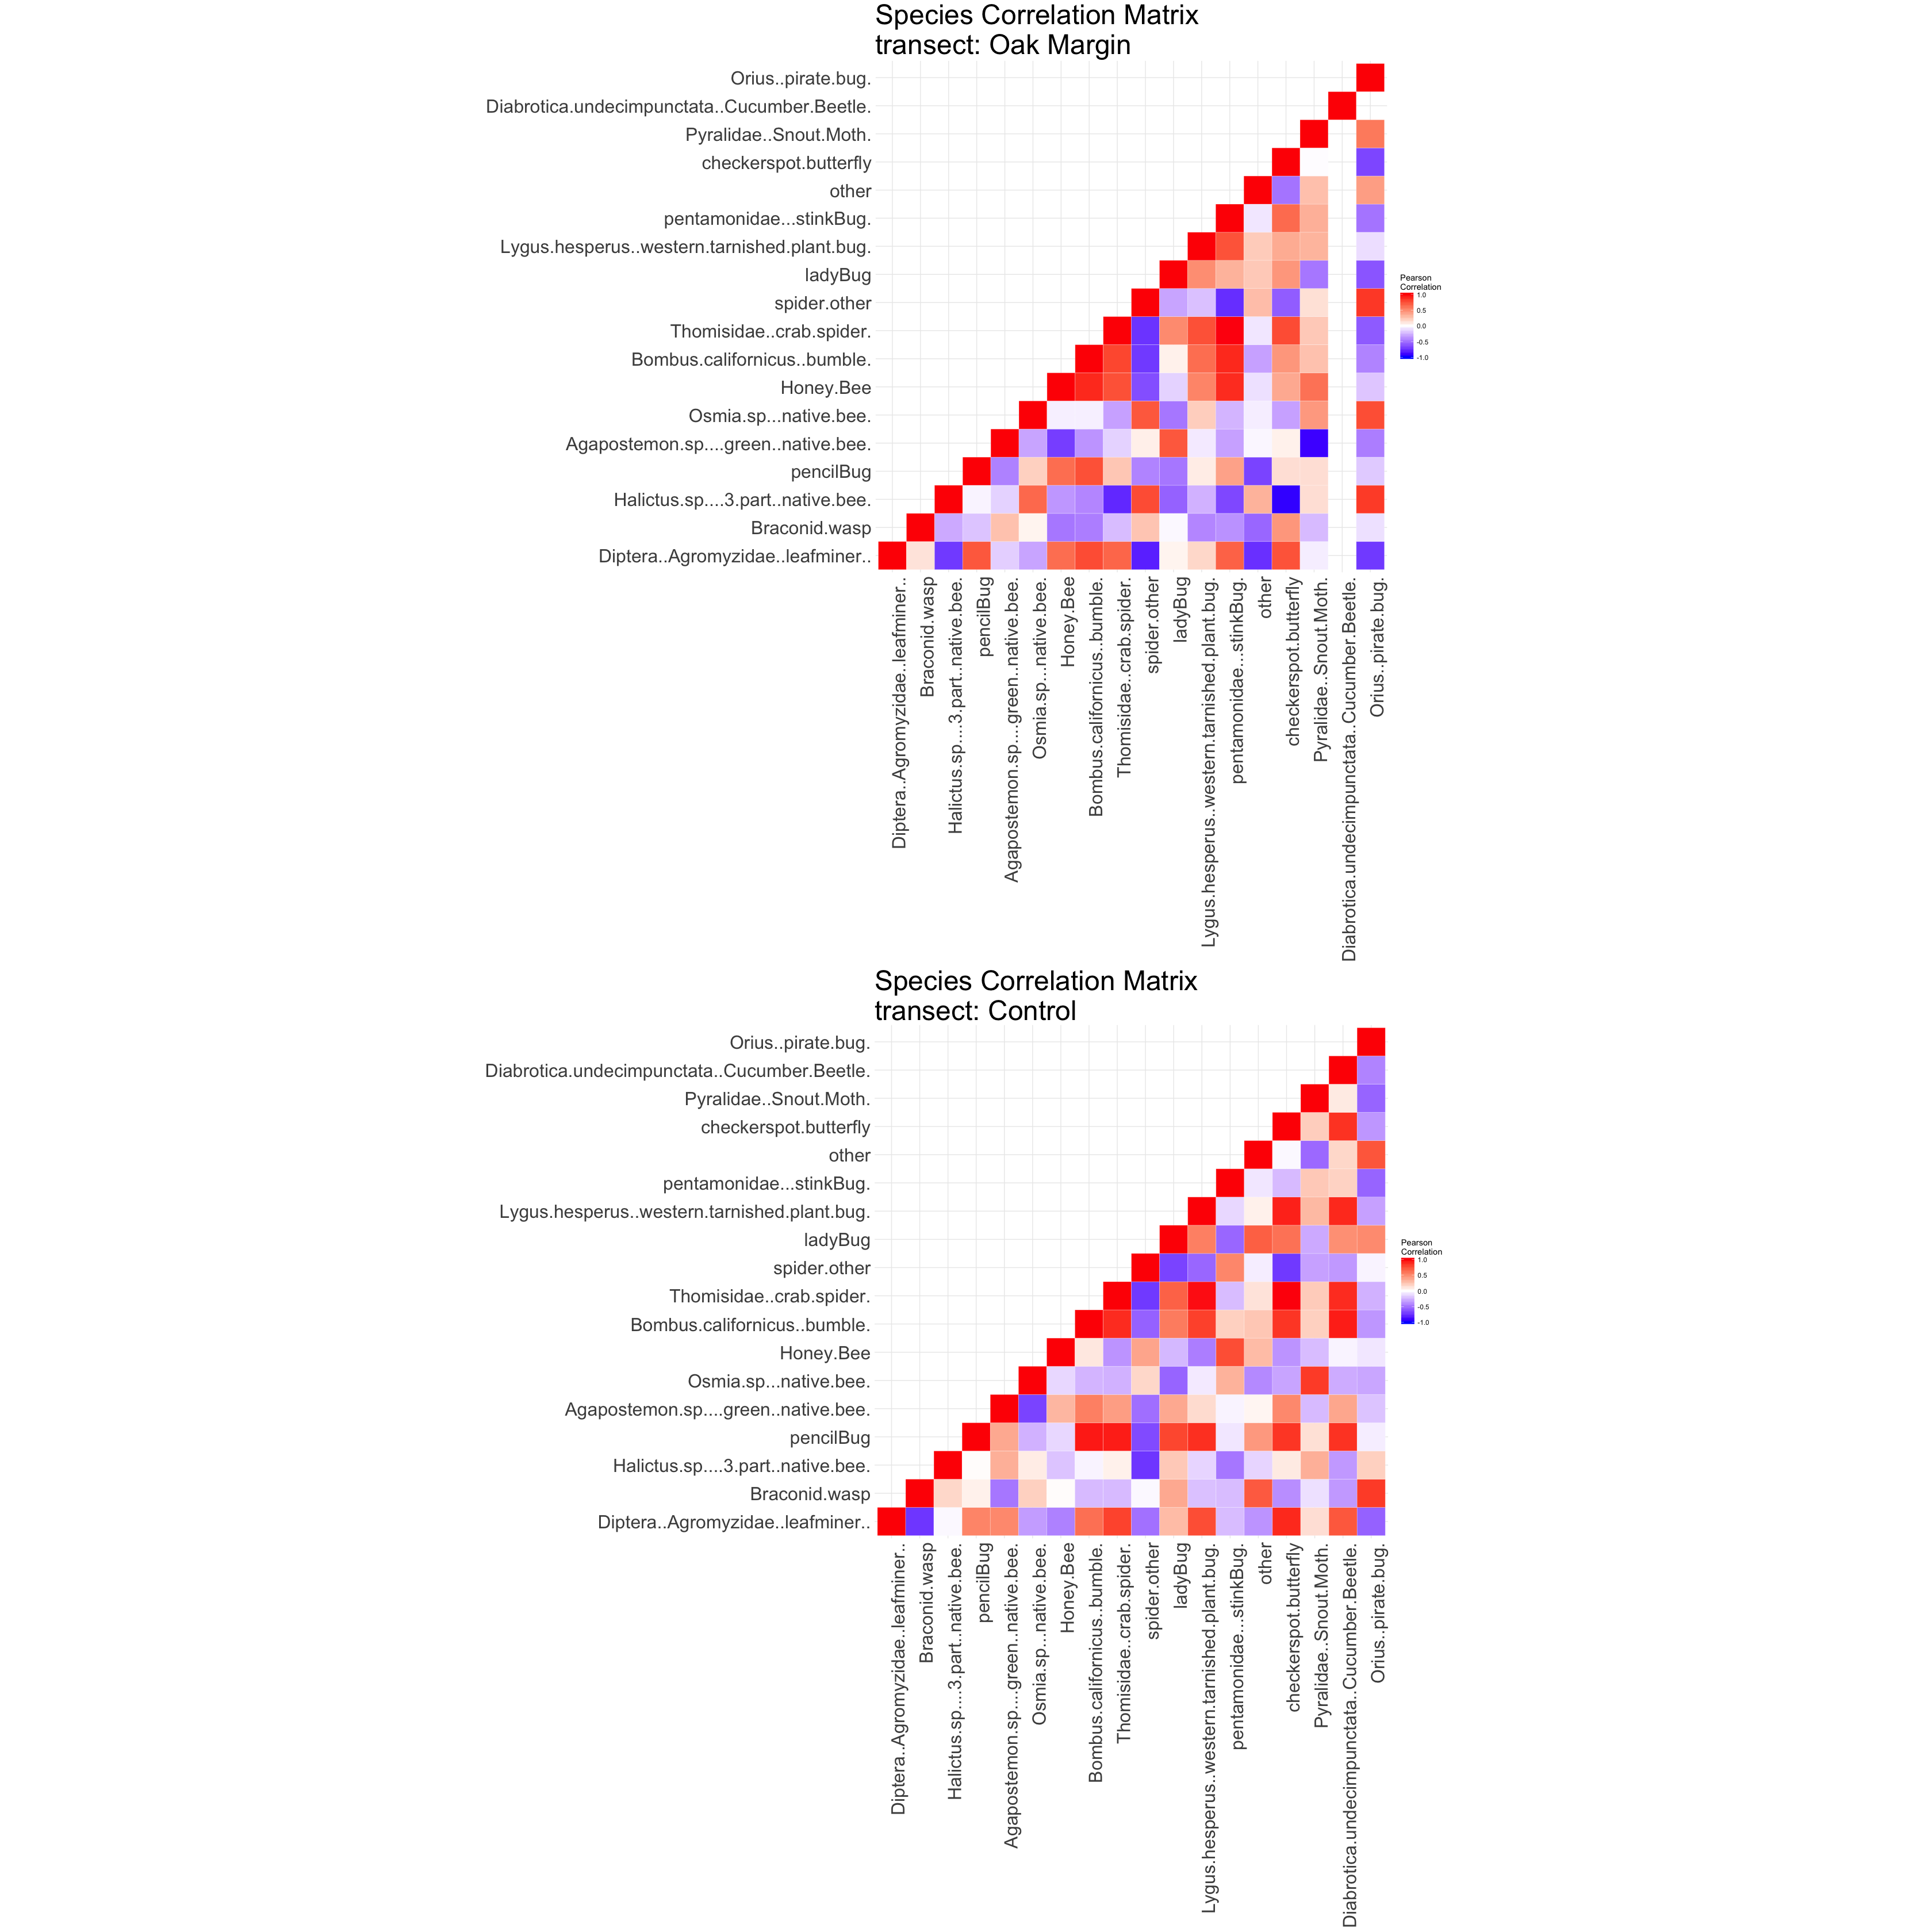 Species Correlation Matrix
transect: Oak Margin
Orius..pirate.bug.
Diabrotica.undecimpunctata..Cucumber.Beetle.
Pyralidae..Snout.Moth.
checkerspot.butterfly
other
pentamonidae...stinkBug.
Lygus.hesperus..western.tarnished.plant.bug.
ladyBug
spider.other
Thomisidae..crab.spider.
Bombus.californicus..bumble.
Honey.Bee
Osmia.sp...native.bee.
Agapostemon.sp....green..native.bee.
pencilBug
Halictus.sp....3.part..native.bee.
Braconid.wasp
Diptera..Agromyzidae..leafminer..
Diptera..Agromyzidae..leafminer..
Braconid.wasp
Halictus.sp....3.part..native.bee.
pencilBug
Agapostemon.sp....green..native.bee.
Osmia.sp...native.bee.
Honey.Bee
Bombus.californicus..bumble.
Thomisidae..crab.spider.
spider.other
ladyBug
Lygus.hesperus..western.tarnished.plant.bug.
pentamonidae...stinkBug.
other
checkerspot.butterfly
Pyralidae..Snout.Moth.
Diabrotica.undecimpunctata..Cucumber.Beetle.
Orius..pirate.bug.
Pearson
Correlation
1.0
0.5
0.0
-0.5
-1.0
Species Correlation Matrix
transect: Control
Orius..pirate.bug.
Diabrotica.undecimpunctata..Cucumber.Beetle.
Pyralidae..Snout.Moth.
checkerspot.butterfly
other
pentamonidae...stinkBug.
Lygus.hesperus..western.tarnished.plant.bug.
ladyBug
spider.other
Thomisidae..crab.spider.
Bombus.californicus..bumble.
Honey.Bee
Osmia.sp...native.bee.
Agapostemon.sp....green..native.bee.
pencilBug
Halictus.sp....3.part..native.bee.
Braconid.wasp
Diptera..Agromyzidae..leafminer..
Diptera..Agromyzidae..leafminer..
Braconid.wasp
Halictus.sp....3.part..native.bee.
pencilBug
Agapostemon.sp....green..native.bee.
Osmia.sp...native.bee.
Honey.Bee
Bombus.californicus..bumble.
Thomisidae..crab.spider.
spider.other
ladyBug
Lygus.hesperus..western.tarnished.plant.bug.
pentamonidae...stinkBug.
other
checkerspot.butterfly
Pyralidae..Snout.Moth.
Diabrotica.undecimpunctata..Cucumber.Beetle.
Orius..pirate.bug.
Pearson
Correlation
1.0
0.5
0.0
-0.5
-1.0